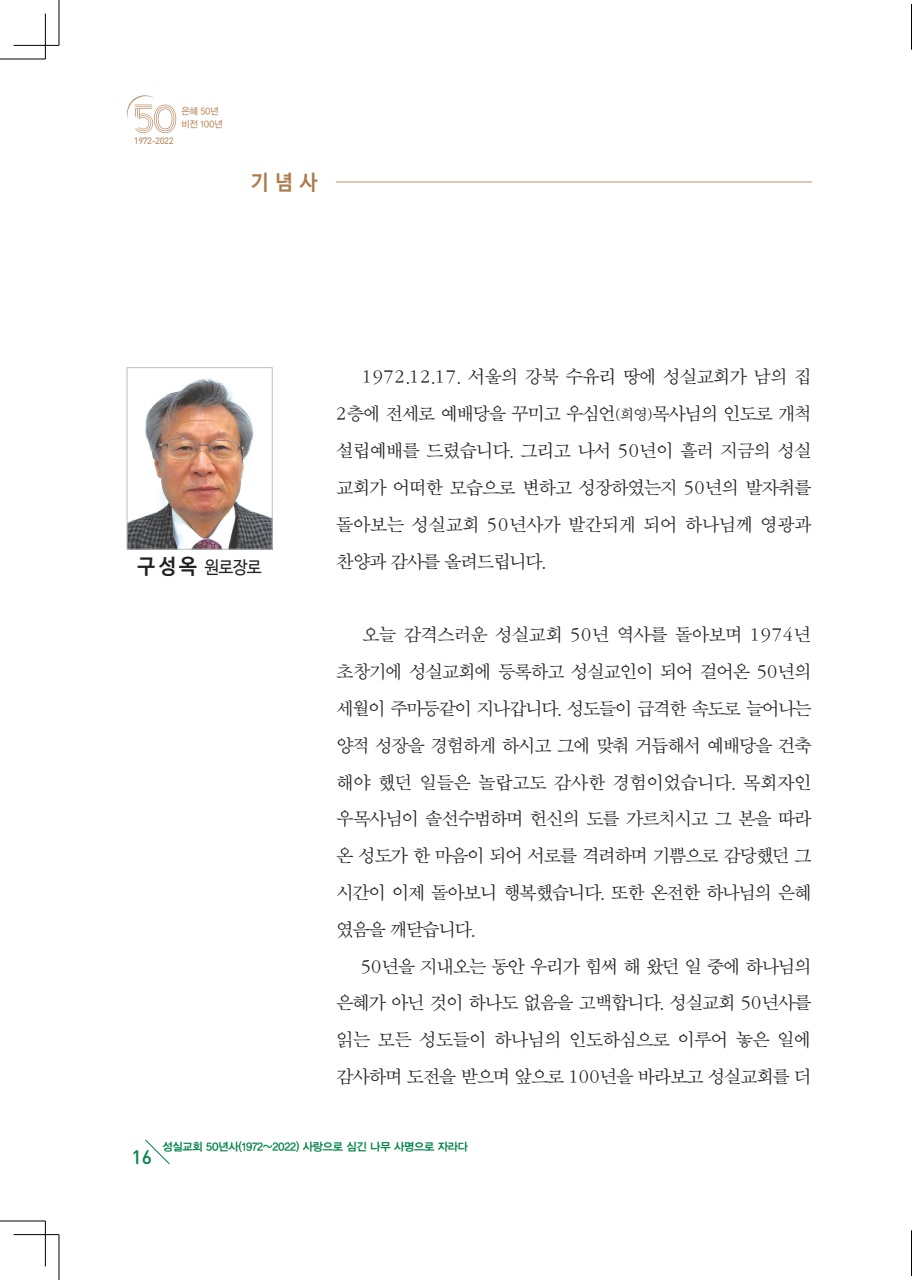 50
은혜 50년
비전 100년
1972-2022
기념사
구성옥 원로장로
1972.12.17. 서울의 강북 수유리 땅에 성실교회가 남의 집
2층에 전세로 예배당을 꾸미고 우심언(희영)목사님의 인도로 개척
설립예배를 드렸습니다. 그리고 나서 50년이 흘러 지금의 성실
교회가 어떠한 모습으로 변하고 성장하였는지 50년의 발자취를
돌아보는 성실교회 50년사가 발간되게 되어 하나님께 영광과
찬양과 감사를 올려드립니다.
오늘 감격스러운 성실교회 50년 역사를 돌아보며 1974년
초창기에 성실교회에 등록하고 성실교인이 되어 걸어온 50년의
세월이 주마등같이 지나갑니다. 성도들이 급격한 속도로 늘어나는
양적 성장을 경험하게 하시고 그에 맞춰 거듭해서 예배당을 건축
해야 했던 일들은 놀랍고도 감사한 경험이었습니다. 목회자인
우목사님이 솔선수범하며 헌신의 도를 가르치시고 그 본을 따라
온 성도가 한 마음이 되어 서로를 격려하며 기쁨으로 감당했던 그
시간이 이제 돌아보니 행복했습니다. 또한 온전한 하나님의 은혜
였음을 깨닫습니다.
50년을 지내오는 동안 우리가 힘써 해 왔던 일 중에 하나님의
은혜가 아닌 것이 하나도 없음을 고백합니다. 성실교회 50년사를
읽는 모든 성도들이 하나님의 인도하심으로 이루어 놓은 일에
감사하며 도전을 받으며 앞으로 100년을 바라보고 성실교회를 더
16 성실교회 50년사(1972~2022) 사랑으로 심긴 나무 사명으로 자라다